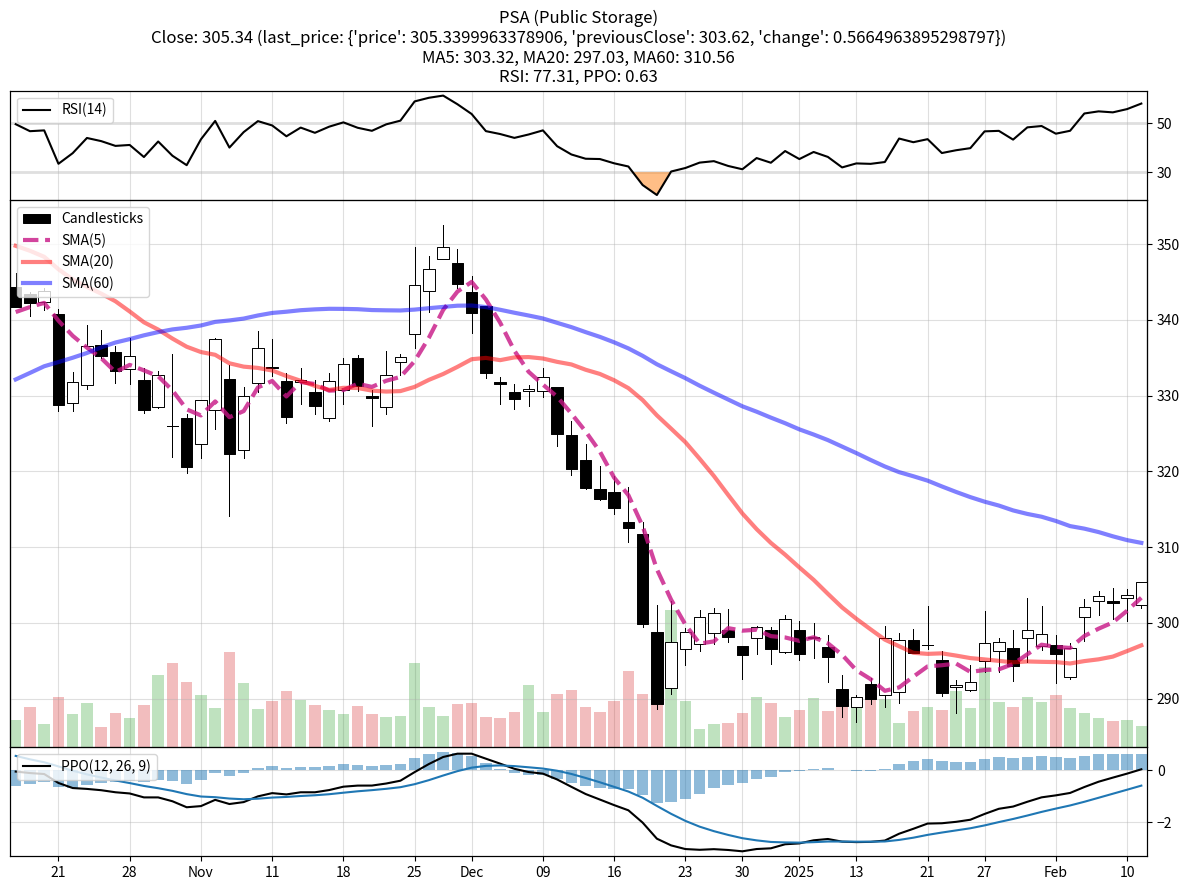 PSA (Public Storage)
Close: 305.34 (last_price: {'price': 305.3399963378906, 'previousClose': 303.62, 'change': 0.5664963895298797})
MA5: 303.32, MA20: 297.03, MA60: 310.56
RSI: 77.31, PPO: 0.63
RSI(14)
50
30
Candlesticks
SMA(5)
SMA(20)
SMA(60)
350
340
330
320
310
300
290
PPO(12, 26, 9)
0
−2
21 28 Nov 11 18 25 Dec 09 16 23 30 2025 13 21 27 Feb 10